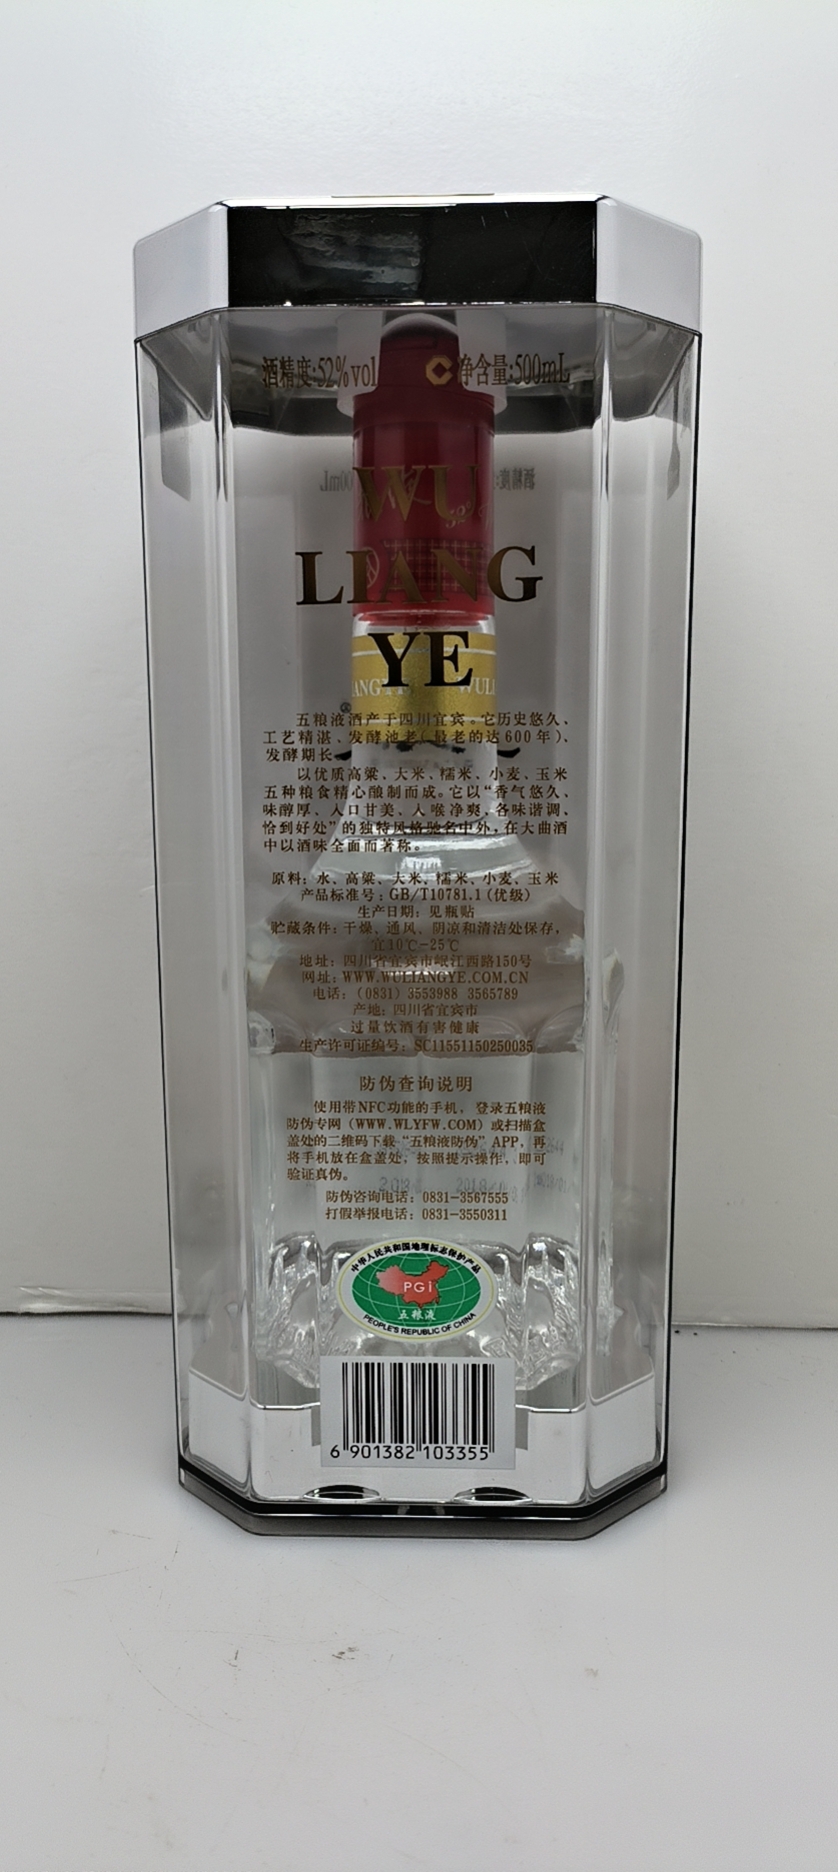 酒精度:52%vol 净含量:500mL
WU
LIANG
YE
五粮液酒产于四川宜宾。它历史悠久、
工艺精湛、发酵池老(最老的达600年)、
发酵期长。
以优质高粱、大米、糯米、小麦、玉米
五种粮食精心酿制而成。它以“香气悠久、
味醇厚、入口甘美、入喉净爽、各味谐调、
恰到好处”的独特风格驰名中外,在大曲酒
中以酒味全面而著称。
原料:水、高粱、大米、糯米、小麦、玉米
产品标准号:GB/T10781.1(优级)
生产日期:见瓶贴
贮藏条件:干燥、通风、阴凉和清洁处保存,
宜10℃-25℃
地址:四川省宜宾市岷江西路150号
网址:WWW.WULIANGYE.COM.CN
电话:(0831) 3553988 3565789
产地:四川省宜宾市
过量饮酒有害健康
生产许可证编号:SC11551150250035
防伪查询说明
使用带NFC功能的手机,登录五粮液
防伪专网(WWW.WLYFW.COM)或扫描盒
盖处的二维码下载“五粮液防伪”APP,再
将手机放在盒盖处,按照提示操作,即可
验证真伪。
防伪咨询电话:0831-3567555
打假举报电话:0831-3550311
中华人民共和国地理标志保护产品
PGi
五粮液
PEOPLE'S REPUBLIC OF CHINA
6 901382 103355